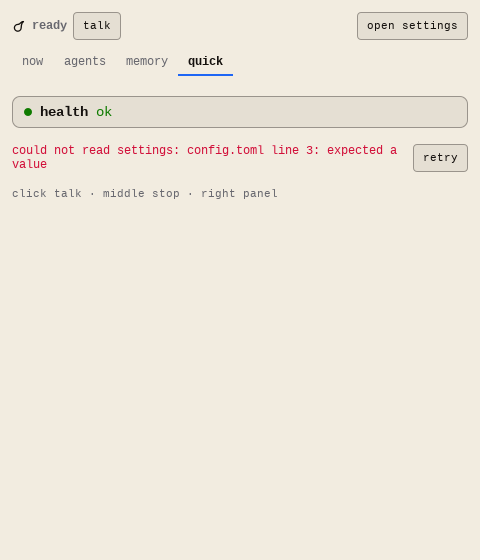 ready talk open settings
now agents memory quick
health ok
could not read settings: config.toml line 3: expected a
value
retry
click talk · middle stop · right panel